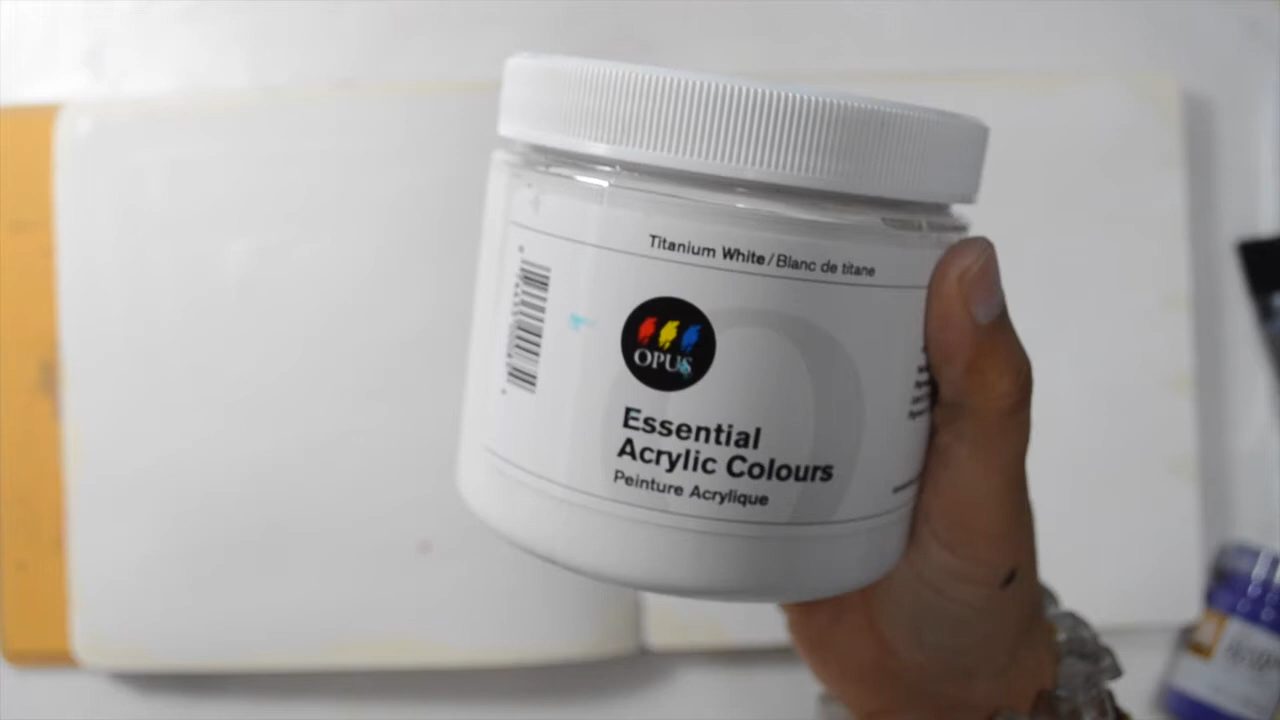 Titanium White / Blanc de titane
OPUS
Essential
Acrylic Colours
Peinture Acrylique